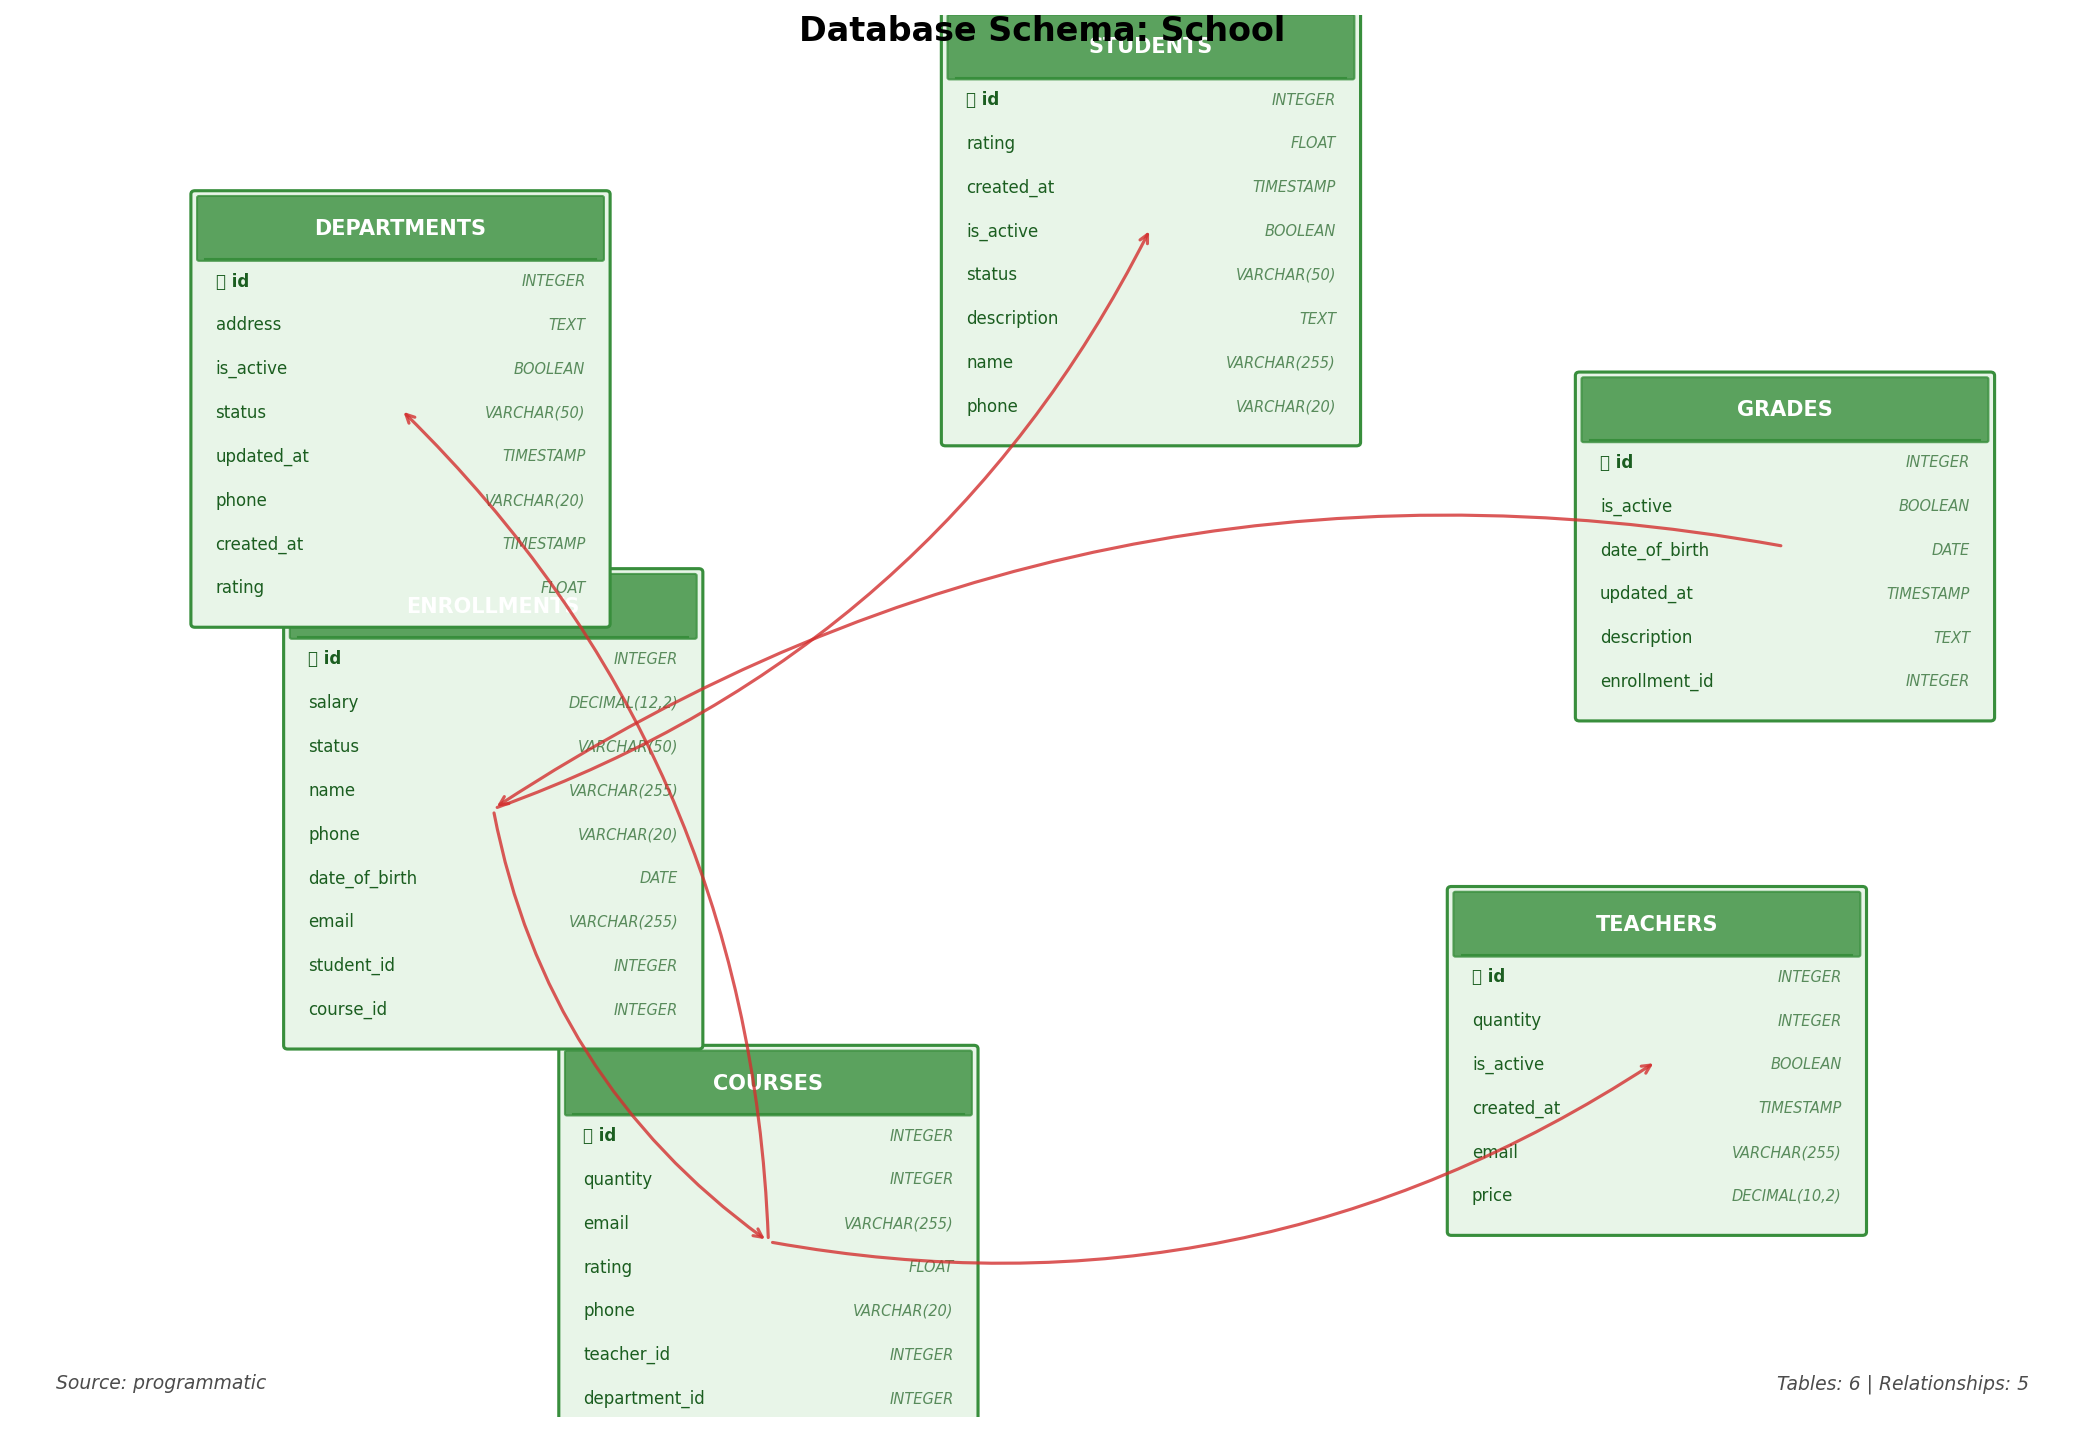 Database Schema: School
STUDENTS
id INTEGER
rating FLOAT
created_at TIMESTAMP
is_active BOOLEAN
status VARCHAR(50)
description TEXT
name VARCHAR(255)
phone VARCHAR(20)
DEPARTMENTS
id INTEGER
address TEXT
is_active BOOLEAN
status VARCHAR(50)
updated_at TIMESTAMP
phone VARCHAR(20)
created_at TIMESTAMP
rating FLOAT
GRADES
id INTEGER
is_active BOOLEAN
date_of_birth DATE
updated_at TIMESTAMP
description TEXT
enrollment_id INTEGER
ENROLLMENTS
id INTEGER
salary DECIMAL(12,2)
status VARCHAR(50)
name VARCHAR(255)
phone VARCHAR(20)
date_of_birth DATE
email VARCHAR(255)
student_id INTEGER
course_id INTEGER
TEACHERS
id INTEGER
quantity INTEGER
is_active BOOLEAN
created_at TIMESTAMP
email VARCHAR(255)
price DECIMAL(10,2)
COURSES
id INTEGER
quantity INTEGER
email VARCHAR(255)
rating FLOAT
phone VARCHAR(20)
teacher_id INTEGER
department_id INTEGER
Source: programmatic
Tables: 6 | Relationships: 5